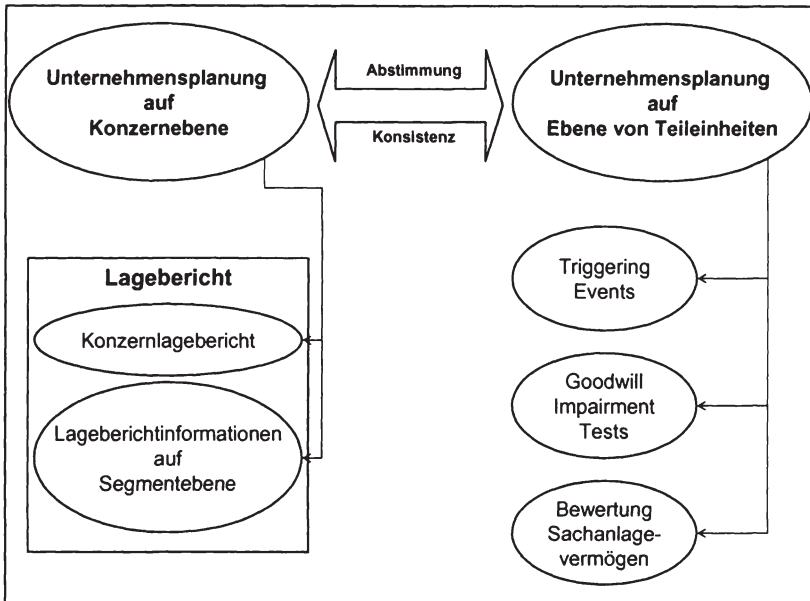 Unternehmensplanung
auf
Konzernebene
Abstimmung
Konsistenz
Unternehmensplanung
auf
Ebene von Teileinheiten
Lagebericht
Konzernlagebericht
Lageberichtinformationen
auf
Segmentebene
Triggering
Events
Goodwill
Impairment
Tests
Bewertung
Sachanlage-
vermögen